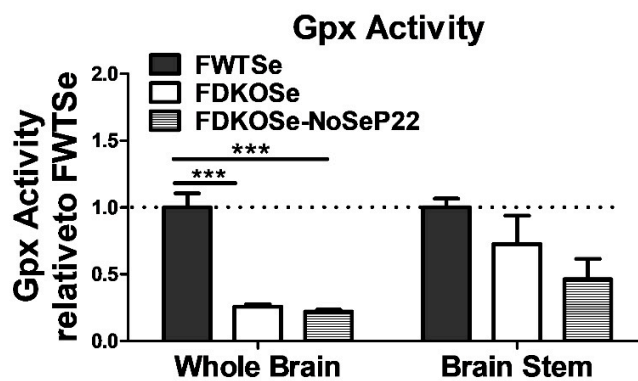 Gpx Activity
FWTSe
FDKOSe
FDKOSe-NoSeP22
Gpx Activity
relativeto FWTSe
2.0
1.5
1.0
0.5
0.0
***
***
Whole Brain
Brain Stem